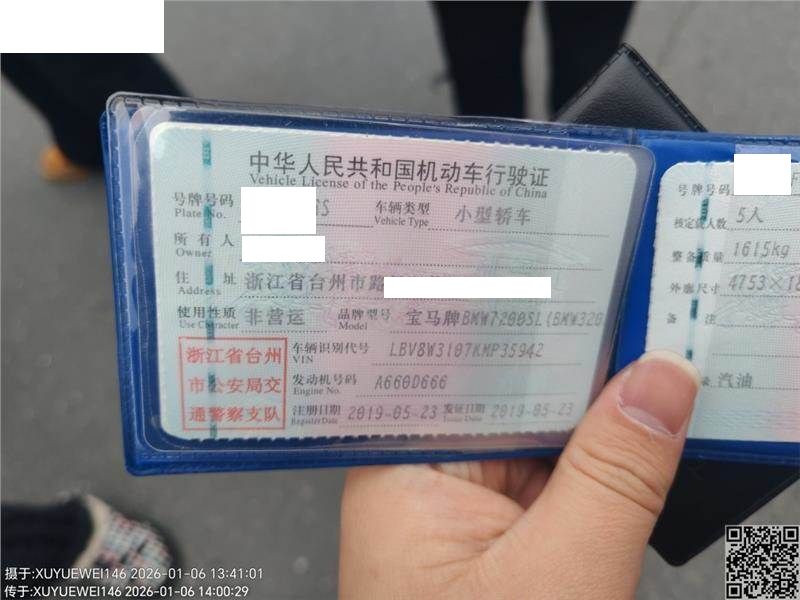 中华人民共和国机动车行驶证
Vehicle License of the People's Republic of China
号牌号码 Plate No. 车辆类型 Vehicle Type 小型轿车
所有人 Owner
住址 Address 浙江省台州市路
使用性质 Use Character 非营运 品牌型号 Model 宝马牌BMW7200SL(BMW320
浙江省台州市公安局交通警察支队
车辆识别代号 VIN LBV8W3107KMP35942
发动机号码 Engine No. A660D666
注册日期 Register Date 2019-05-23 发证日期 Issue Date 2019-05-23
号牌号码
核定载人数 5人
整备质量 1615kg
外廓尺寸 4753×18
备注
汽油
摄于:XUYUEWEI146 2026-01-06 13:41:01
传于:XUYUEWEI146 2026-01-06 14:00:29